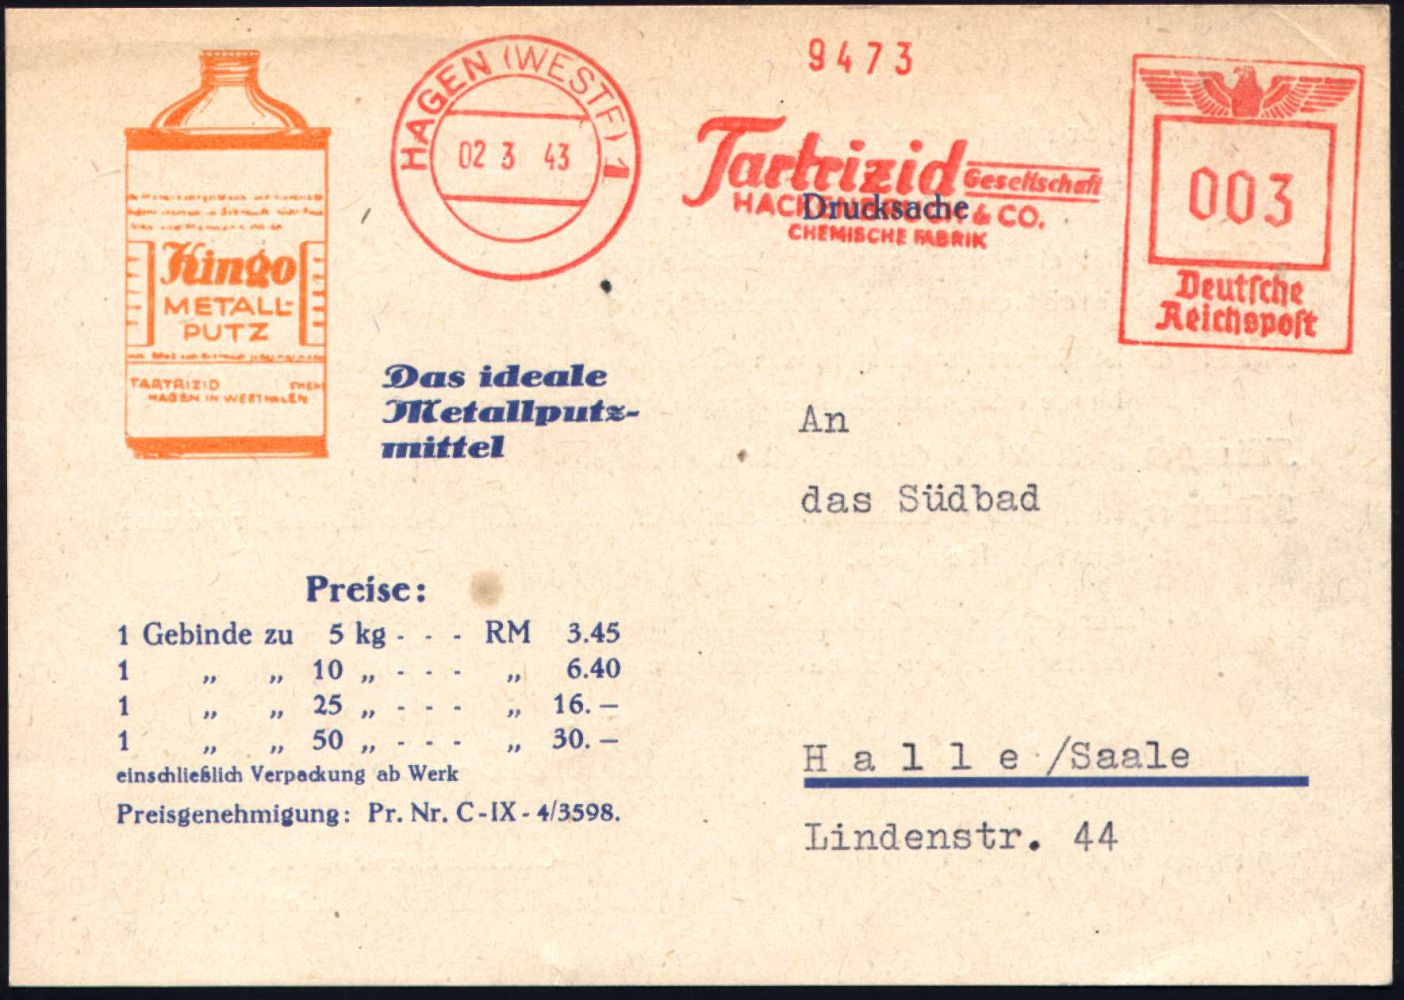 9473
HAGEN (WESTF) 1
02 3 43
Tartrizid Gesellschaft
& CO.
Drucksache
CHEMISCHE FABRIK
003
Deutsche
Reichspost
Kingo
METALL-
PUTZ
TARTRIZID CHEM
HAGEN IN WESTFALEN
Das ideale
Metallputz-
mittel
An
das Südbad
Preise:
1 Gebinde zu 5 kg - - - RM 3.45
1 „ „ 10 „ - - - „ 6.40
1 „ „ 25 „ - - - „ 16.—
1 „ „ 50 „ - - - „ 30.—
einschließlich Verpackung ab Werk
Preisgenehmigung: Pr. Nr. C-IX-4/3598.
Halle/Saale
Lindenstr. 44